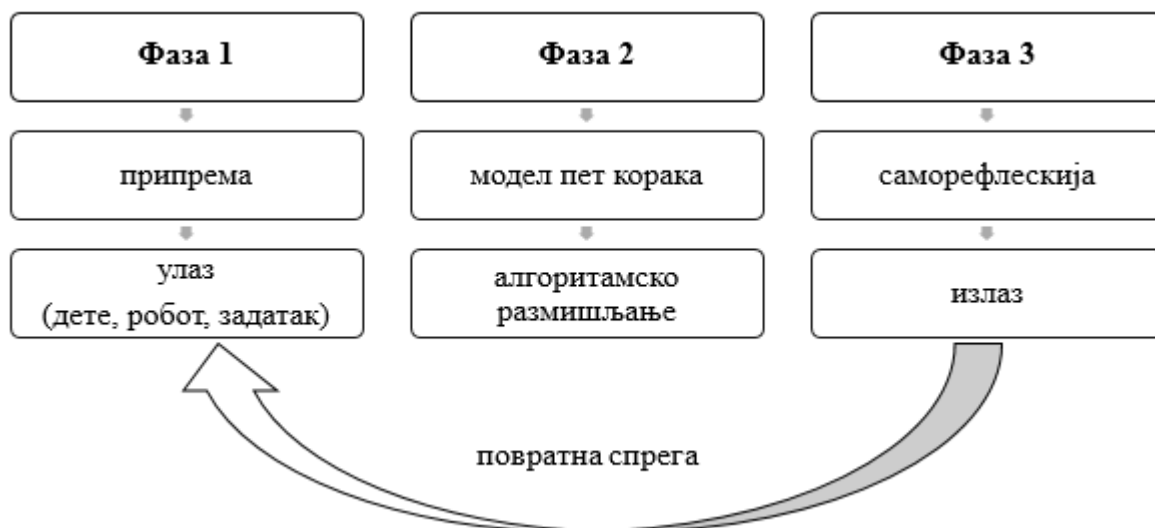 Фаза 1
Фаза 2
Фаза 3
припрема
модел пет корака
саморефлескија
улаз
(дете, робот, задатак)
алгоритамско
размишљање
излаз
повратна спрега